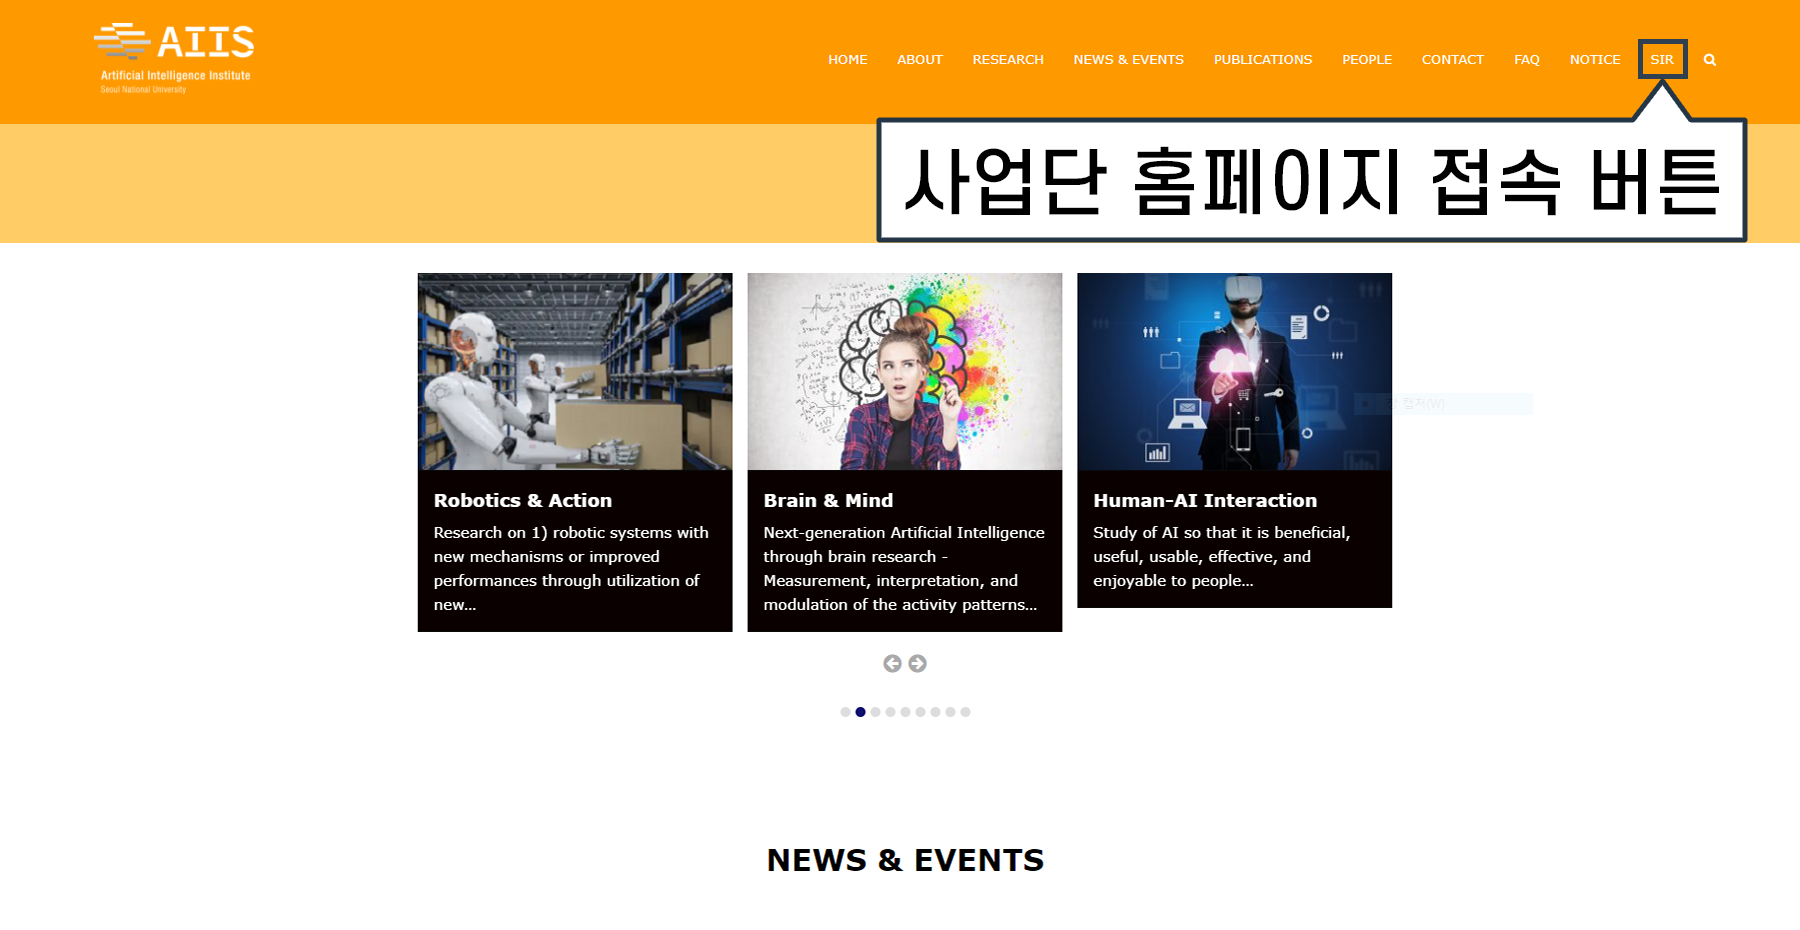 AIIS
Artificial Intelligence Institute
Seoul National University
HOME ABOUT RESEARCH NEWS & EVENTS PUBLICATIONS PEOPLE CONTACT FAQ NOTICE SIR
사업단 홈페이지 접속 버튼
Robotics & Action
Research on 1) robotic systems with
new mechanisms or improved
performances through utilization of
new...
Brain & Mind
Next-generation Artificial Intelligence
through brain research -
Measurement, interpretation, and
modulation of the activity patterns...
Human-AI Interaction
Study of AI so that it is beneficial,
useful, usable, effective, and
enjoyable to people...
NEWS & EVENTS